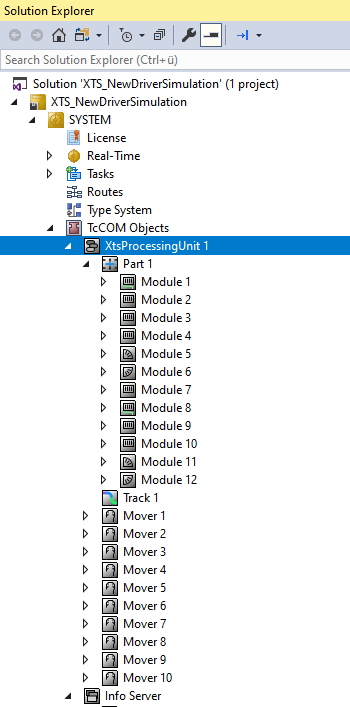 Solution Explorer
Search Solution Explorer (Ctrl+ü)
Solution 'XTS_NewDriverSimulation' (1 project)
XTS_NewDriverSimulation
SYSTEM
License
Real-Time
Tasks
Routes
Type System
TcCOM Objects
XtsProcessingUnit 1
Part 1
Module 1
Module 2
Module 3
Module 4
Module 5
Module 6
Module 7
Module 8
Module 9
Module 10
Module 11
Module 12
Track 1
Mover 1
Mover 2
Mover 3
Mover 4
Mover 5
Mover 6
Mover 7
Mover 8
Mover 9
Mover 10
Info Server